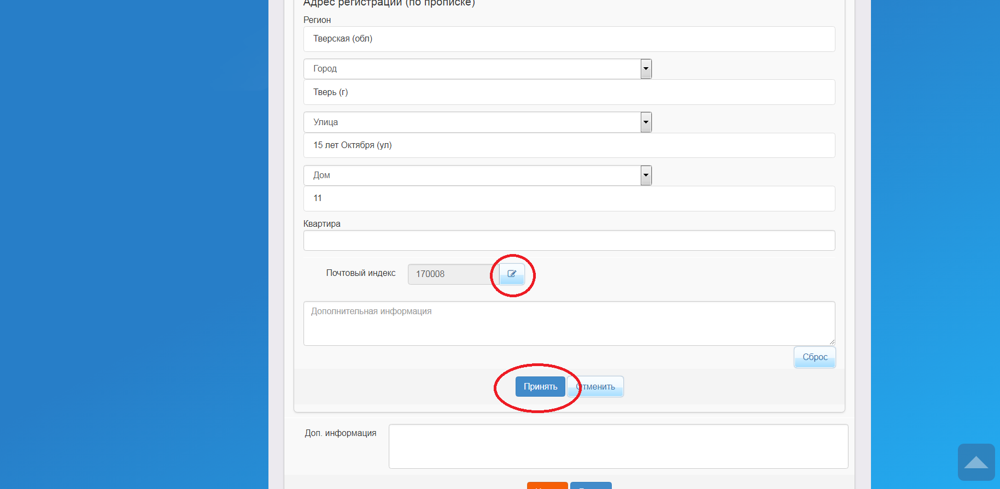 Адрес регистрации (по прописке)
Регион
Тверская (обл)
Город
Тверь (г)
Улица
15 лет Октября (ул)
Дом
11
Квартира
Почтовый индекс 170008
Дополнительная информация
Сброс
Принять Отменить
Доп. информация